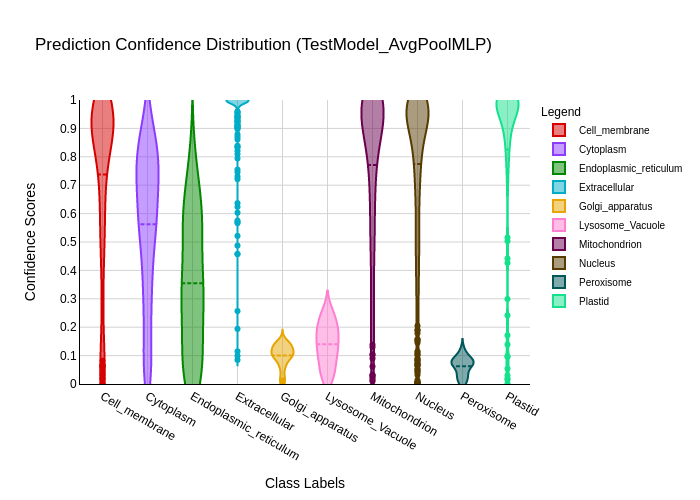 Prediction Confidence Distribution (TestModel_AvgPoolMLP)
Confidence Scores
1
0.9
0.8
0.7
0.6
0.5
0.4
0.3
0.2
0.1
0
Cell_membrane
Cytoplasm
Endoplasmic_reticulum
Extracellular
Golgi_apparatus
Lysosome_Vacuole
Mitochondrion
Nucleus
Peroxisome
Plastid
Class Labels
Legend
Cell_membrane
Cytoplasm
Endoplasmic_reticulum
Extracellular
Golgi_apparatus
Lysosome_Vacuole
Mitochondrion
Nucleus
Peroxisome
Plastid